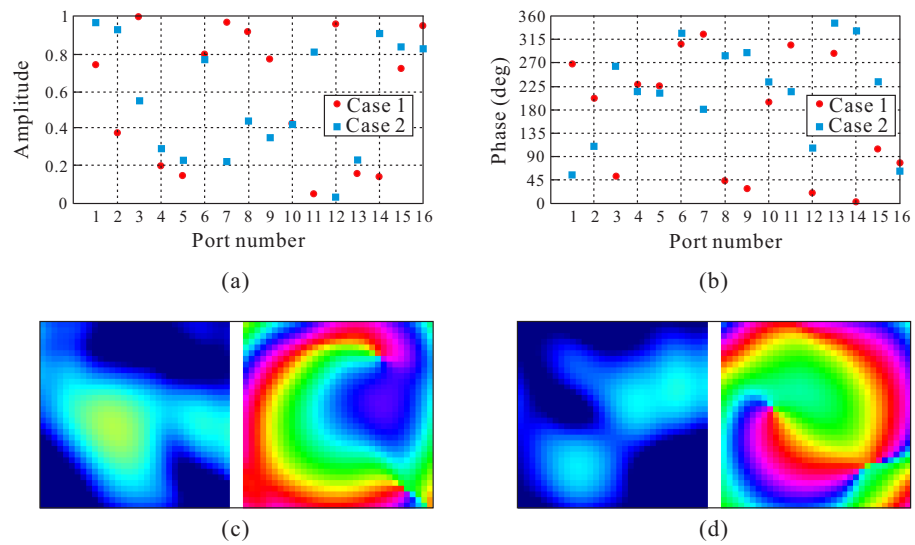 1
0.8
0.6
0.4
0.2
0
Amplitude
Case 1
Case 2
1 2 3 4 5 6 7 8 9 10 11 12 13 14 15 16
Port number
(a)
360
315
270
225
180
135
90
45
0
Phase (deg)
Case 1
Case 2
1 2 3 4 5 6 7 8 9 10 11 12 13 14 15 16
Port number
(b)
(c)
(d)